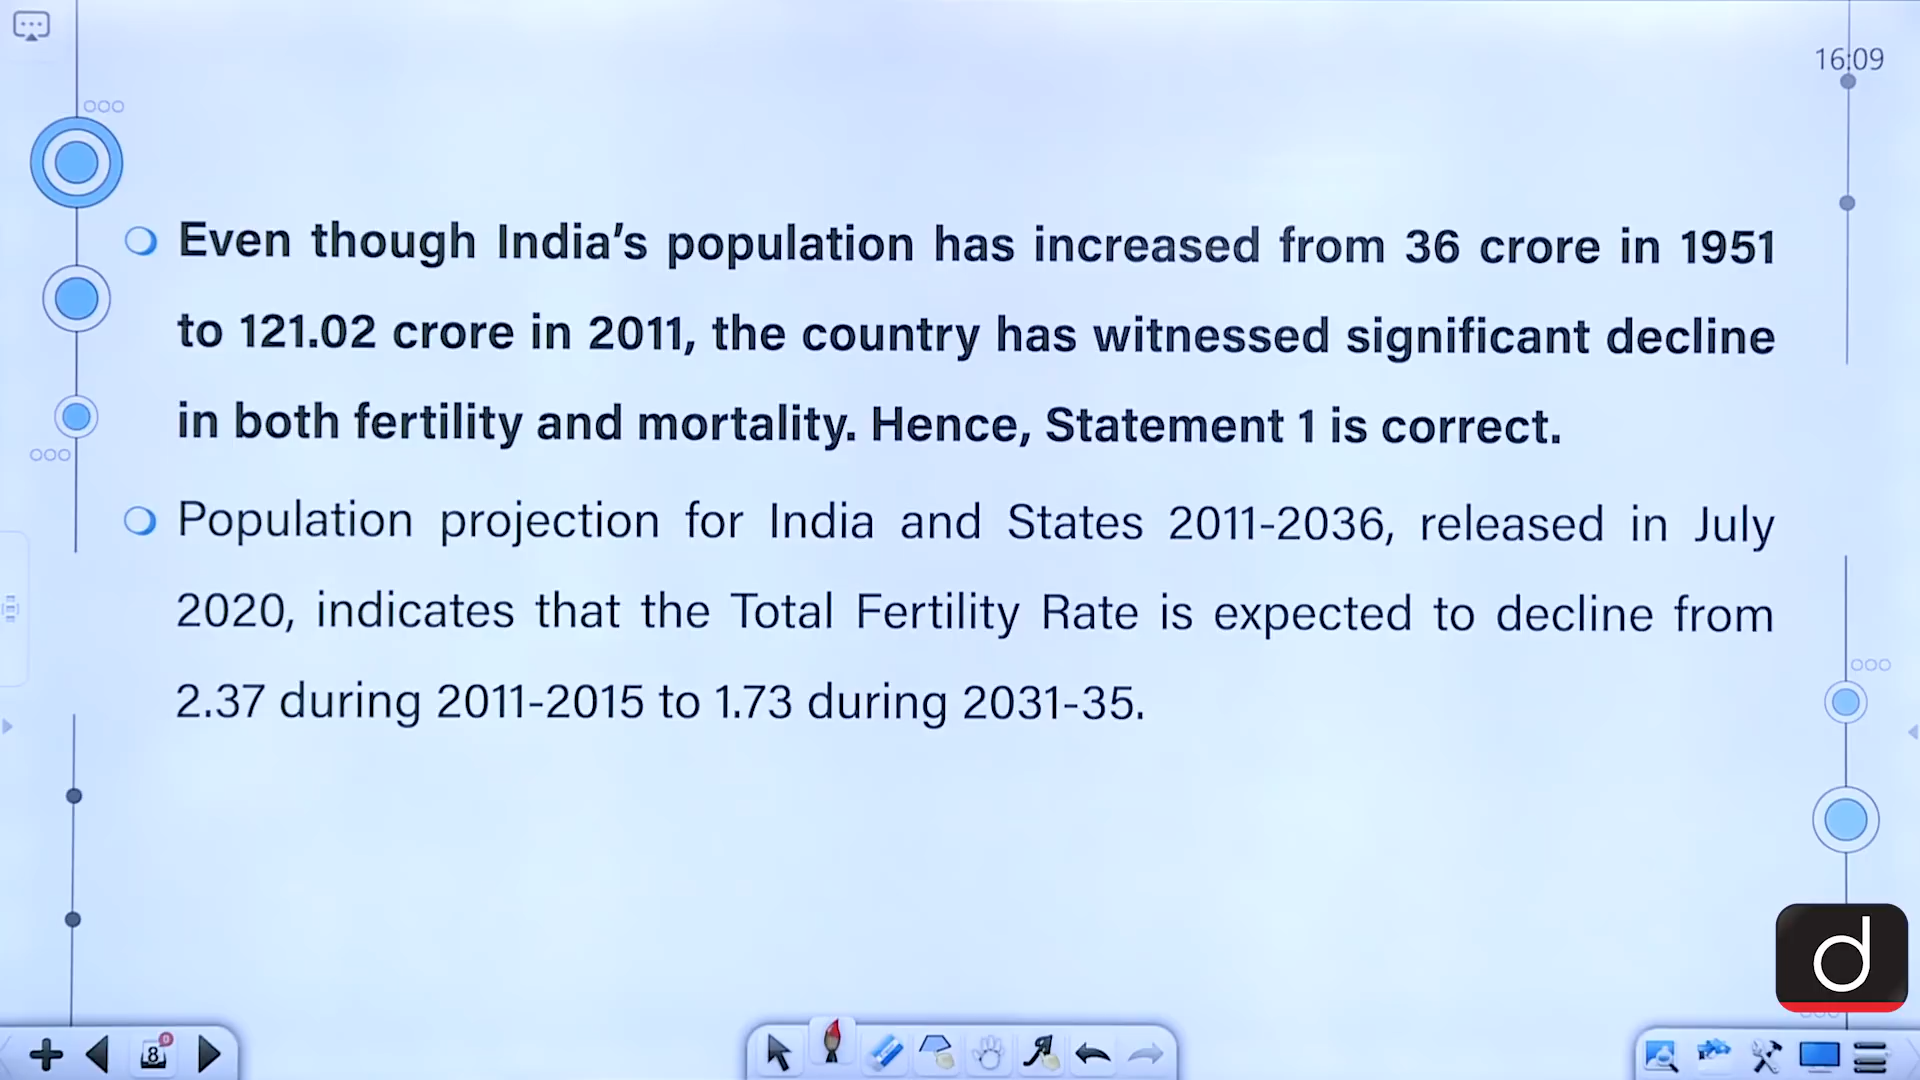 16:09
Even though India's population has increased from 36 crore in 1951
to 121.02 crore in 2011, the country has witnessed significant decline
in both fertility and mortality. Hence, Statement 1 is correct.
Population projection for India and States 2011-2036, released in July
2020, indicates that the Total Fertility Rate is expected to decline from
2.37 during 2011-2015 to 1.73 during 2031-35.
d
8
0